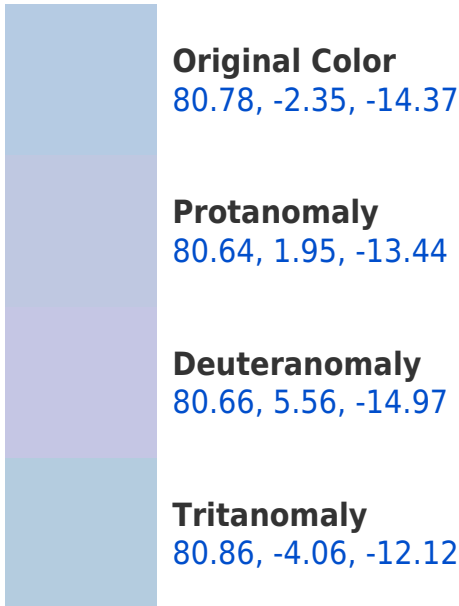 Original Color
80.78, -2.35, -14.37
Protanomaly
80.64, 1.95, -13.44
Deuteranomaly
80.66, 5.56, -14.97
Tritanomaly
80.86, -4.06, -12.12